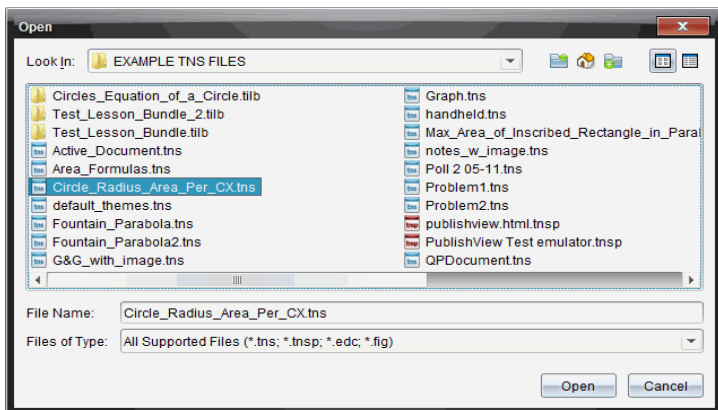 Open
Look In: EXAMPLE TNS FILES
Circles_Equation_of_a_Circle.tilb
Test_Lesson_Bundle_2.tilb
Test_Lesson_Bundle.tilb
Active_Document.tns
Area_Formulas.tns
Circle_Radius_Area_Per_CX.tns
default_themes.tns
Fountain_Parabola.tns
Fountain_Parabola2.tns
G&G_with_image.tns
Graph.tns
handheld.tns
Max_Area_of_Inscribed_Rectangle_in_Paral
notes_w_image.tns
Poll 2 05-11.tns
Problem1.tns
Problem2.tns
publishview.html.tnsp
PublishView Test emulator.tnsp
QPDocument.tns
File Name: Circle_Radius_Area_Per_CX.tns
Files of Type: All Supported Files (*.tns; *.tnsp; *.edc; *.fig)
Open Cancel